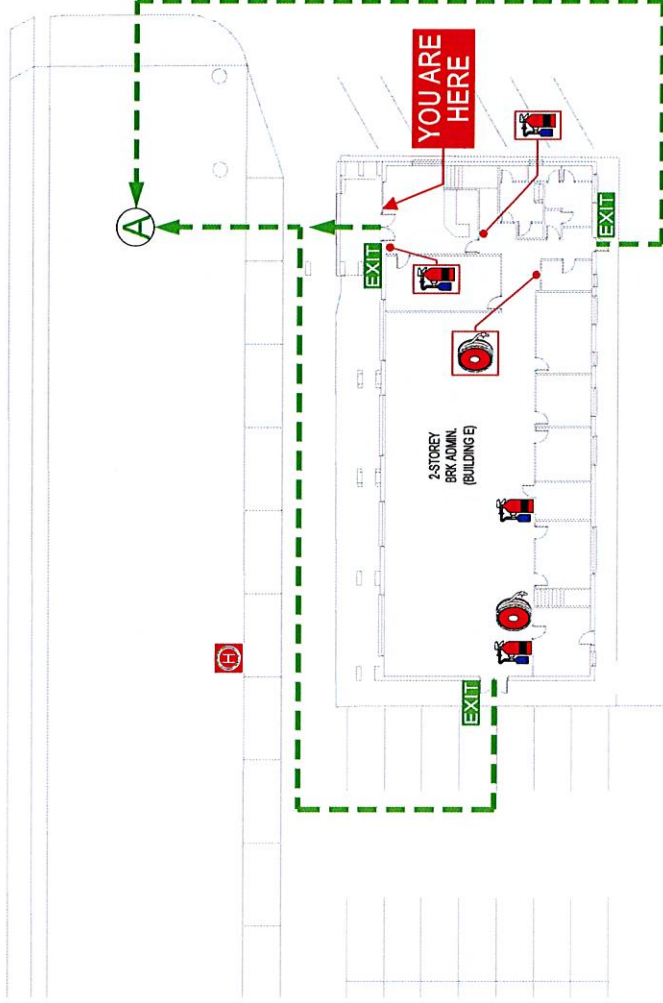 A
YOU ARE
HERE
EXIT
EXIT
2-STOREY
BRK ADMIN.
(BUILDING E)
H
EXIT